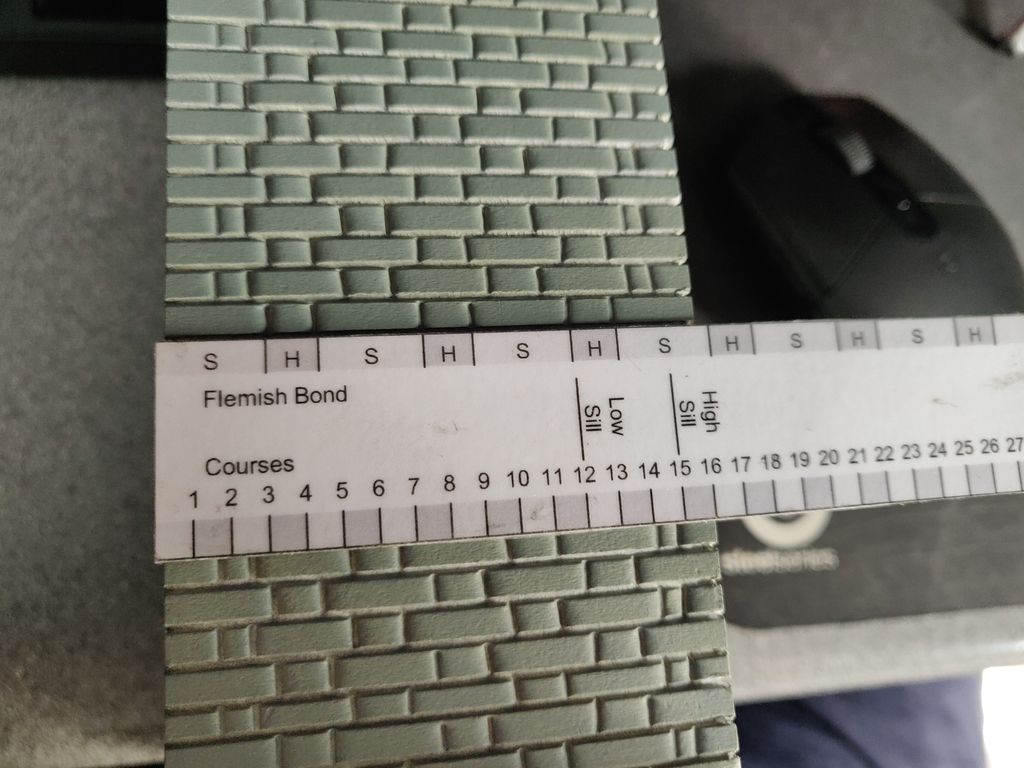 S H S H S H S H S H S H
Flemish Bond
Low
Sill
High
Sill
Courses
1 2 3 4 5 6 7 8 9 10 11 12 13 14 15 16 17 18 19 20 21 22 23 24 25 26 27